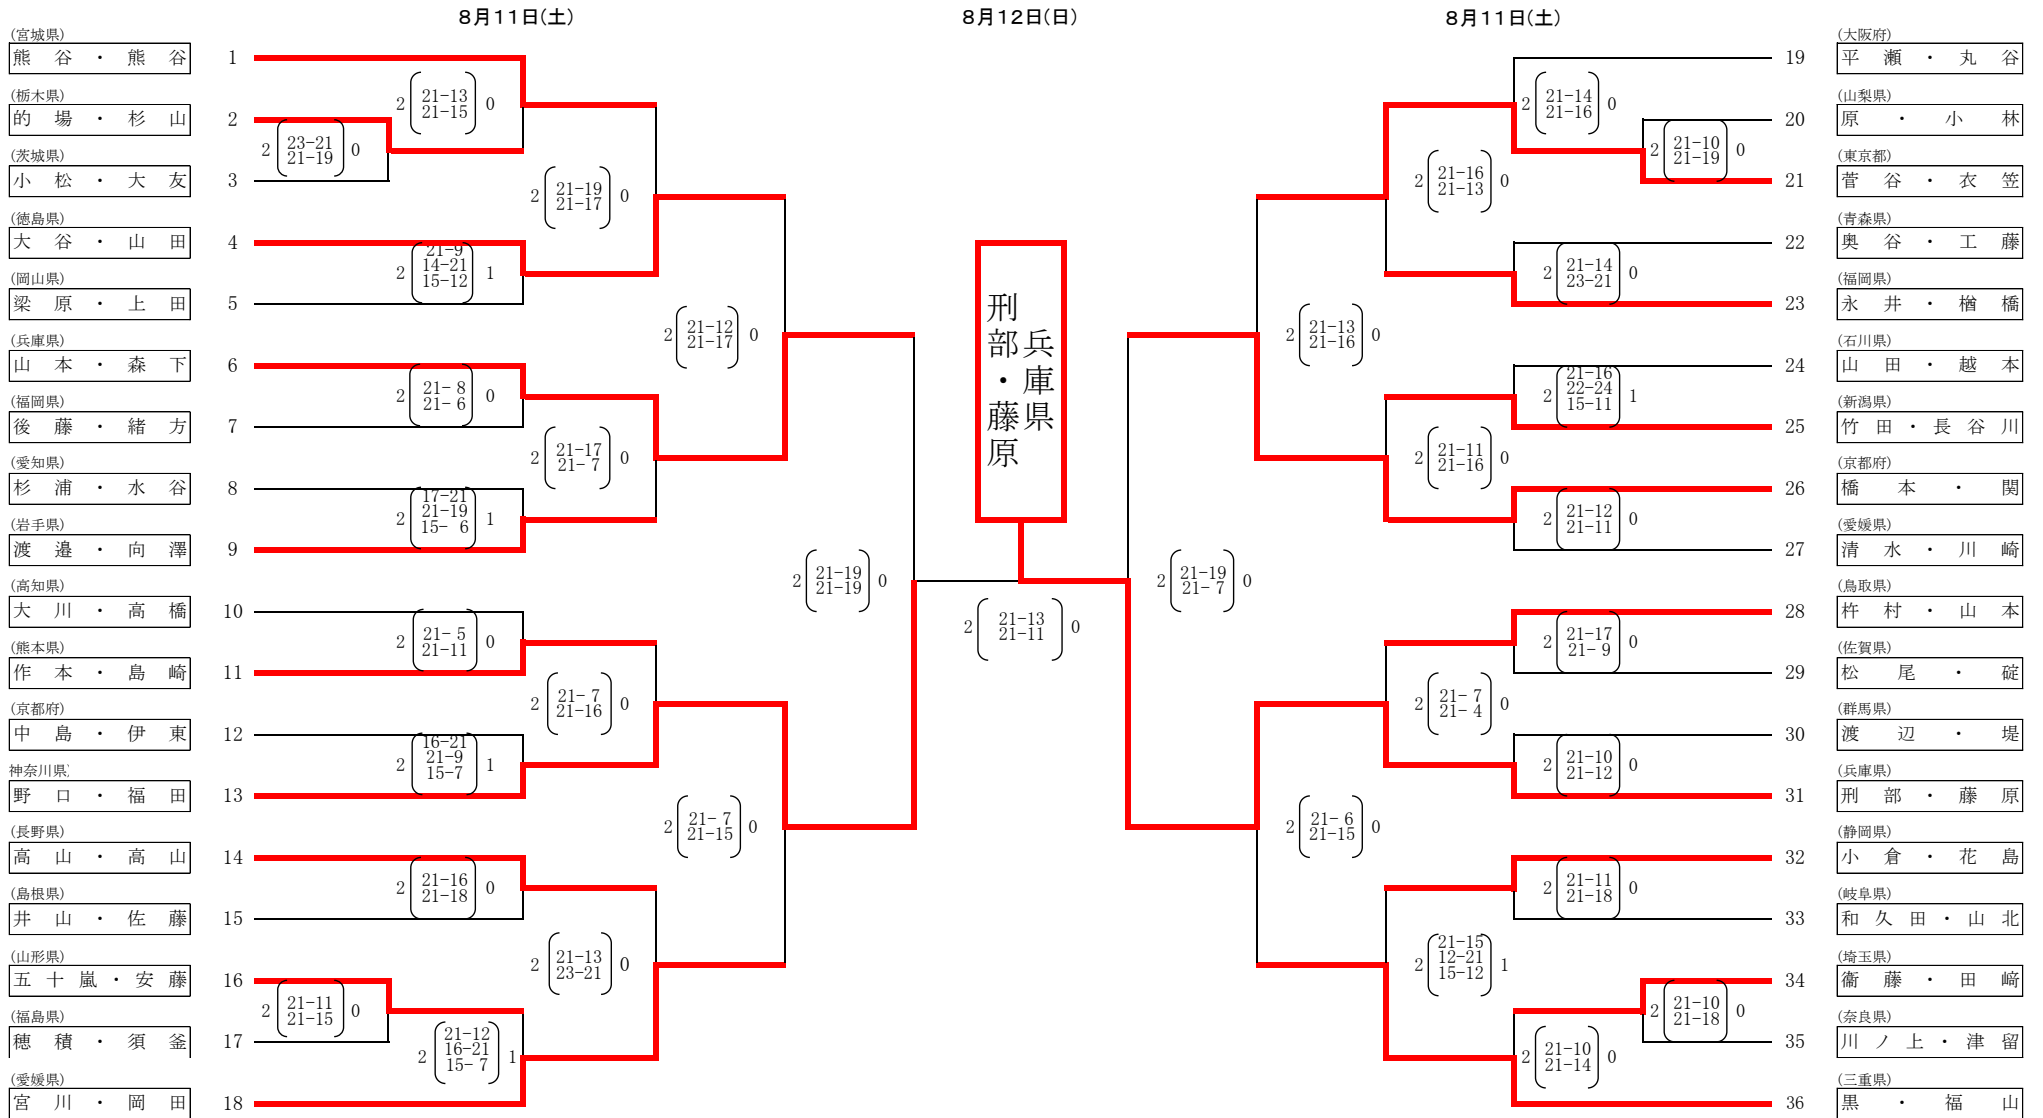 8月11日(土)
8月12日(日)
8月11日(土)
(宮城県)
熊谷・熊谷 1
(栃木県)
的場・杉山 2
(茨城県)
小松・大友 3
(徳島県)
大谷・山田 4
(岡山県)
梁原・上田 5
(兵庫県)
山本・森下 6
(福岡県)
後藤・緒方 7
(愛知県)
杉浦・水谷 8
(岩手県)
渡邉・向澤 9
(高知県)
大川・高橋 10
(熊本県)
作本・島崎 11
(京都府)
中島・伊東 12
神奈川県
野口・福田 13
(長野県)
高山・高山 14
(島根県)
井山・佐藤 15
(山形県)
五十嵐・安藤 16
(福島県)
穂積・須釜 17
(愛媛県)
宮川・岡田 18
2 23-21 0
21-19
2 21-11 0
21-15
2 21-13 0
21-15
2 21-9 1
14-21
15-12
2 21- 8 0
21- 6
2 17-21 1
21-19
15- 6
2 21- 5 0
21-11
2 16-21 1
21-9
15-7
2 21-16 0
21-18
2 21-12 1
16-21
15- 7
2 21-19 0
21-17
2 21-17 0
21- 7
2 21- 7 0
21-16
2 21-13 0
23-21
2 21-12 0
21-17
2 21- 7 0
21-15
2 21-19 0
21-19
兵庫県
刑部・藤原
2 21-13 0
21-11
2 21-19 0
21- 7
2 21-13 0
21-16
2 21- 6 0
21-15
2 21-16 0
21-13
2 21-11 0
21-16
2 21- 7 0
21- 4
2 21-15 1
12-21
15-12
2 21-14 0
21-16
2 21-14 0
23-21
2 21-16 1
22-24
15-11
2 21-12 0
21-11
2 21-17 0
21- 9
2 21-10 0
21-12
2 21-11 0
21-18
2 21-10 0
21-14
2 21-10 0
21-19
2 21-10 0
21-18
(大阪府)
19 平瀬・丸谷
(山梨県)
20 原・小林
(東京都)
21 菅谷・衣笠
(青森県)
22 奥谷・工藤
(福岡県)
23 永井・楢橋
(石川県)
24 山田・越本
(新潟県)
25 竹田・長谷川
(京都府)
26 橋本・関
(愛媛県)
27 清水・川崎
(鳥取県)
28 杵村・山本
(佐賀県)
29 松尾・碇
(群馬県)
30 渡辺・堤
(兵庫県)
31 刑部・藤原
(静岡県)
32 小倉・花島
(岐阜県)
33 和久田・山北
(埼玉県)
34 衞藤・田﨑
(奈良県)
35 川ノ上・津留
(三重県)
36 黒・福山